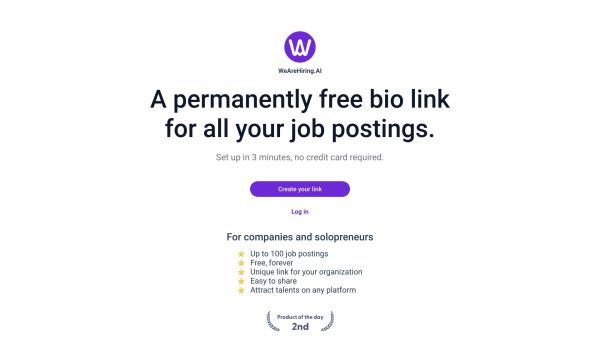 W
WeAreHiring.AI
A permanently free bio link
for all your job postings.
Set up in 3 minutes, no credit card required.
Create your link
Log in
For companies and solopreneurs
Up to 100 job postings
Free, forever
Unique link for your organization
Easy to share
Attract talents on any platform
Product of the day
2nd